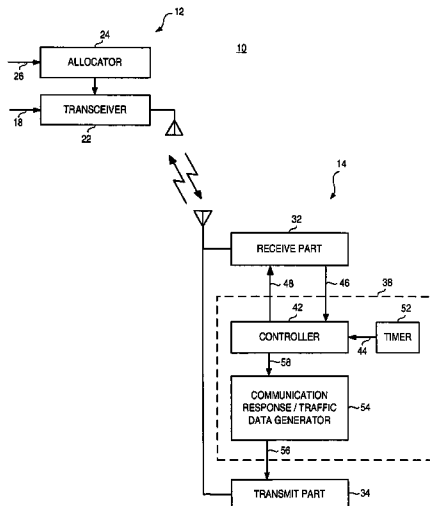 12
24
10
ALLOCATOR
26
TRANSCEIVER
18
22
14
32
RECEIVE PART
38
48
46
42
52
CONTROLLER
TIMER
44
58
COMMUNICATION
RESPONSE / TRAFFIC
DATA GENERATOR
54
56
TRANSMIT PART
34